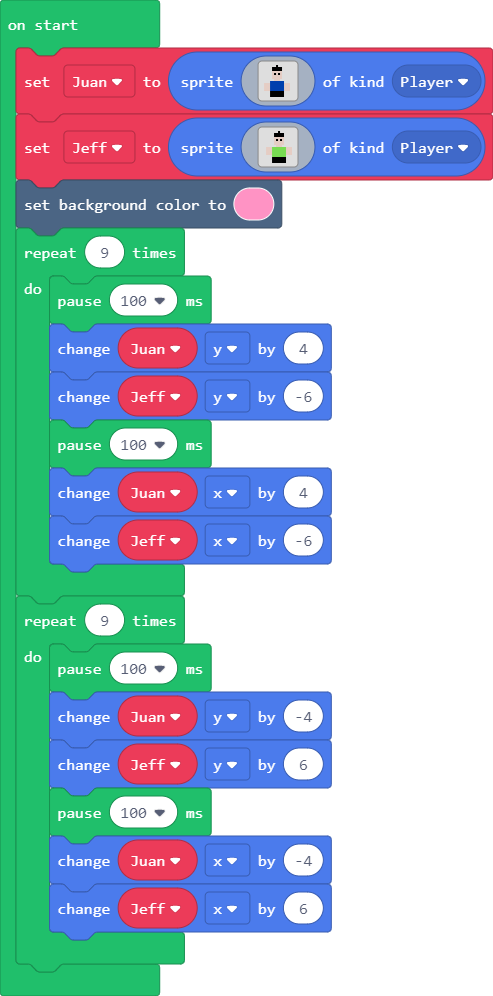 on start
set Juan to sprite of kind Player
set Jeff to sprite of kind Player
set background color to
repeat 9 times
do
pause 100 ms
change Juan y by 4
change Jeff y by -6
pause 100 ms
change Juan x by 4
change Jeff x by -6
repeat 9 times
do
pause 100 ms
change Juan y by -4
change Jeff y by 6
pause 100 ms
change Juan x by -4
change Jeff x by 6